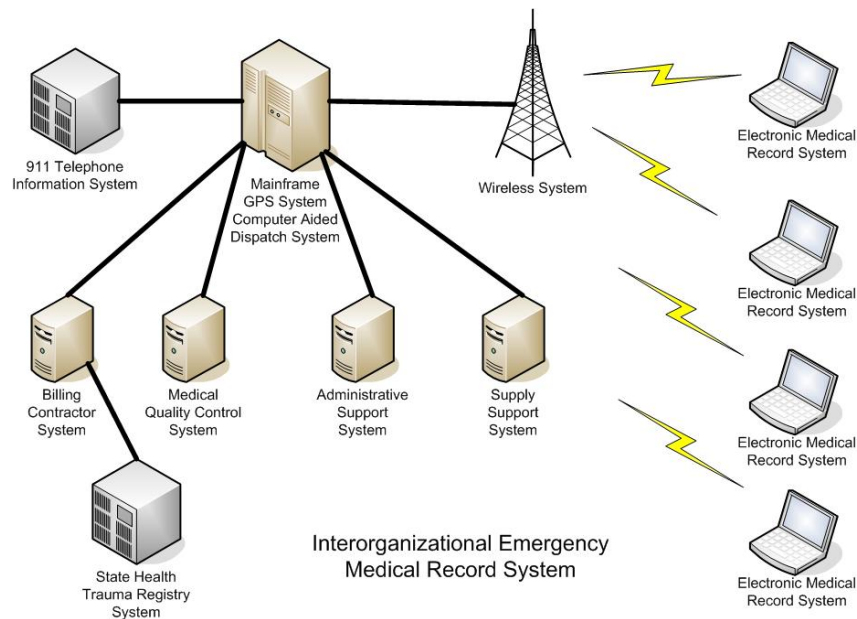 911 Telephone
Information System
Mainframe
GPS System
Computer Aided
Dispatch System
Wireless System
Electronic Medical
Record System
Electronic Medical
Record System
Billing
Contractor
System
Medical
Quality Control
System
Administrative
Support
System
Supply
Support
System
Electronic Medical
Record System
State Health
Trauma Registry
System
Interorganizational Emergency
Medical Record System
Electronic Medical
Record System